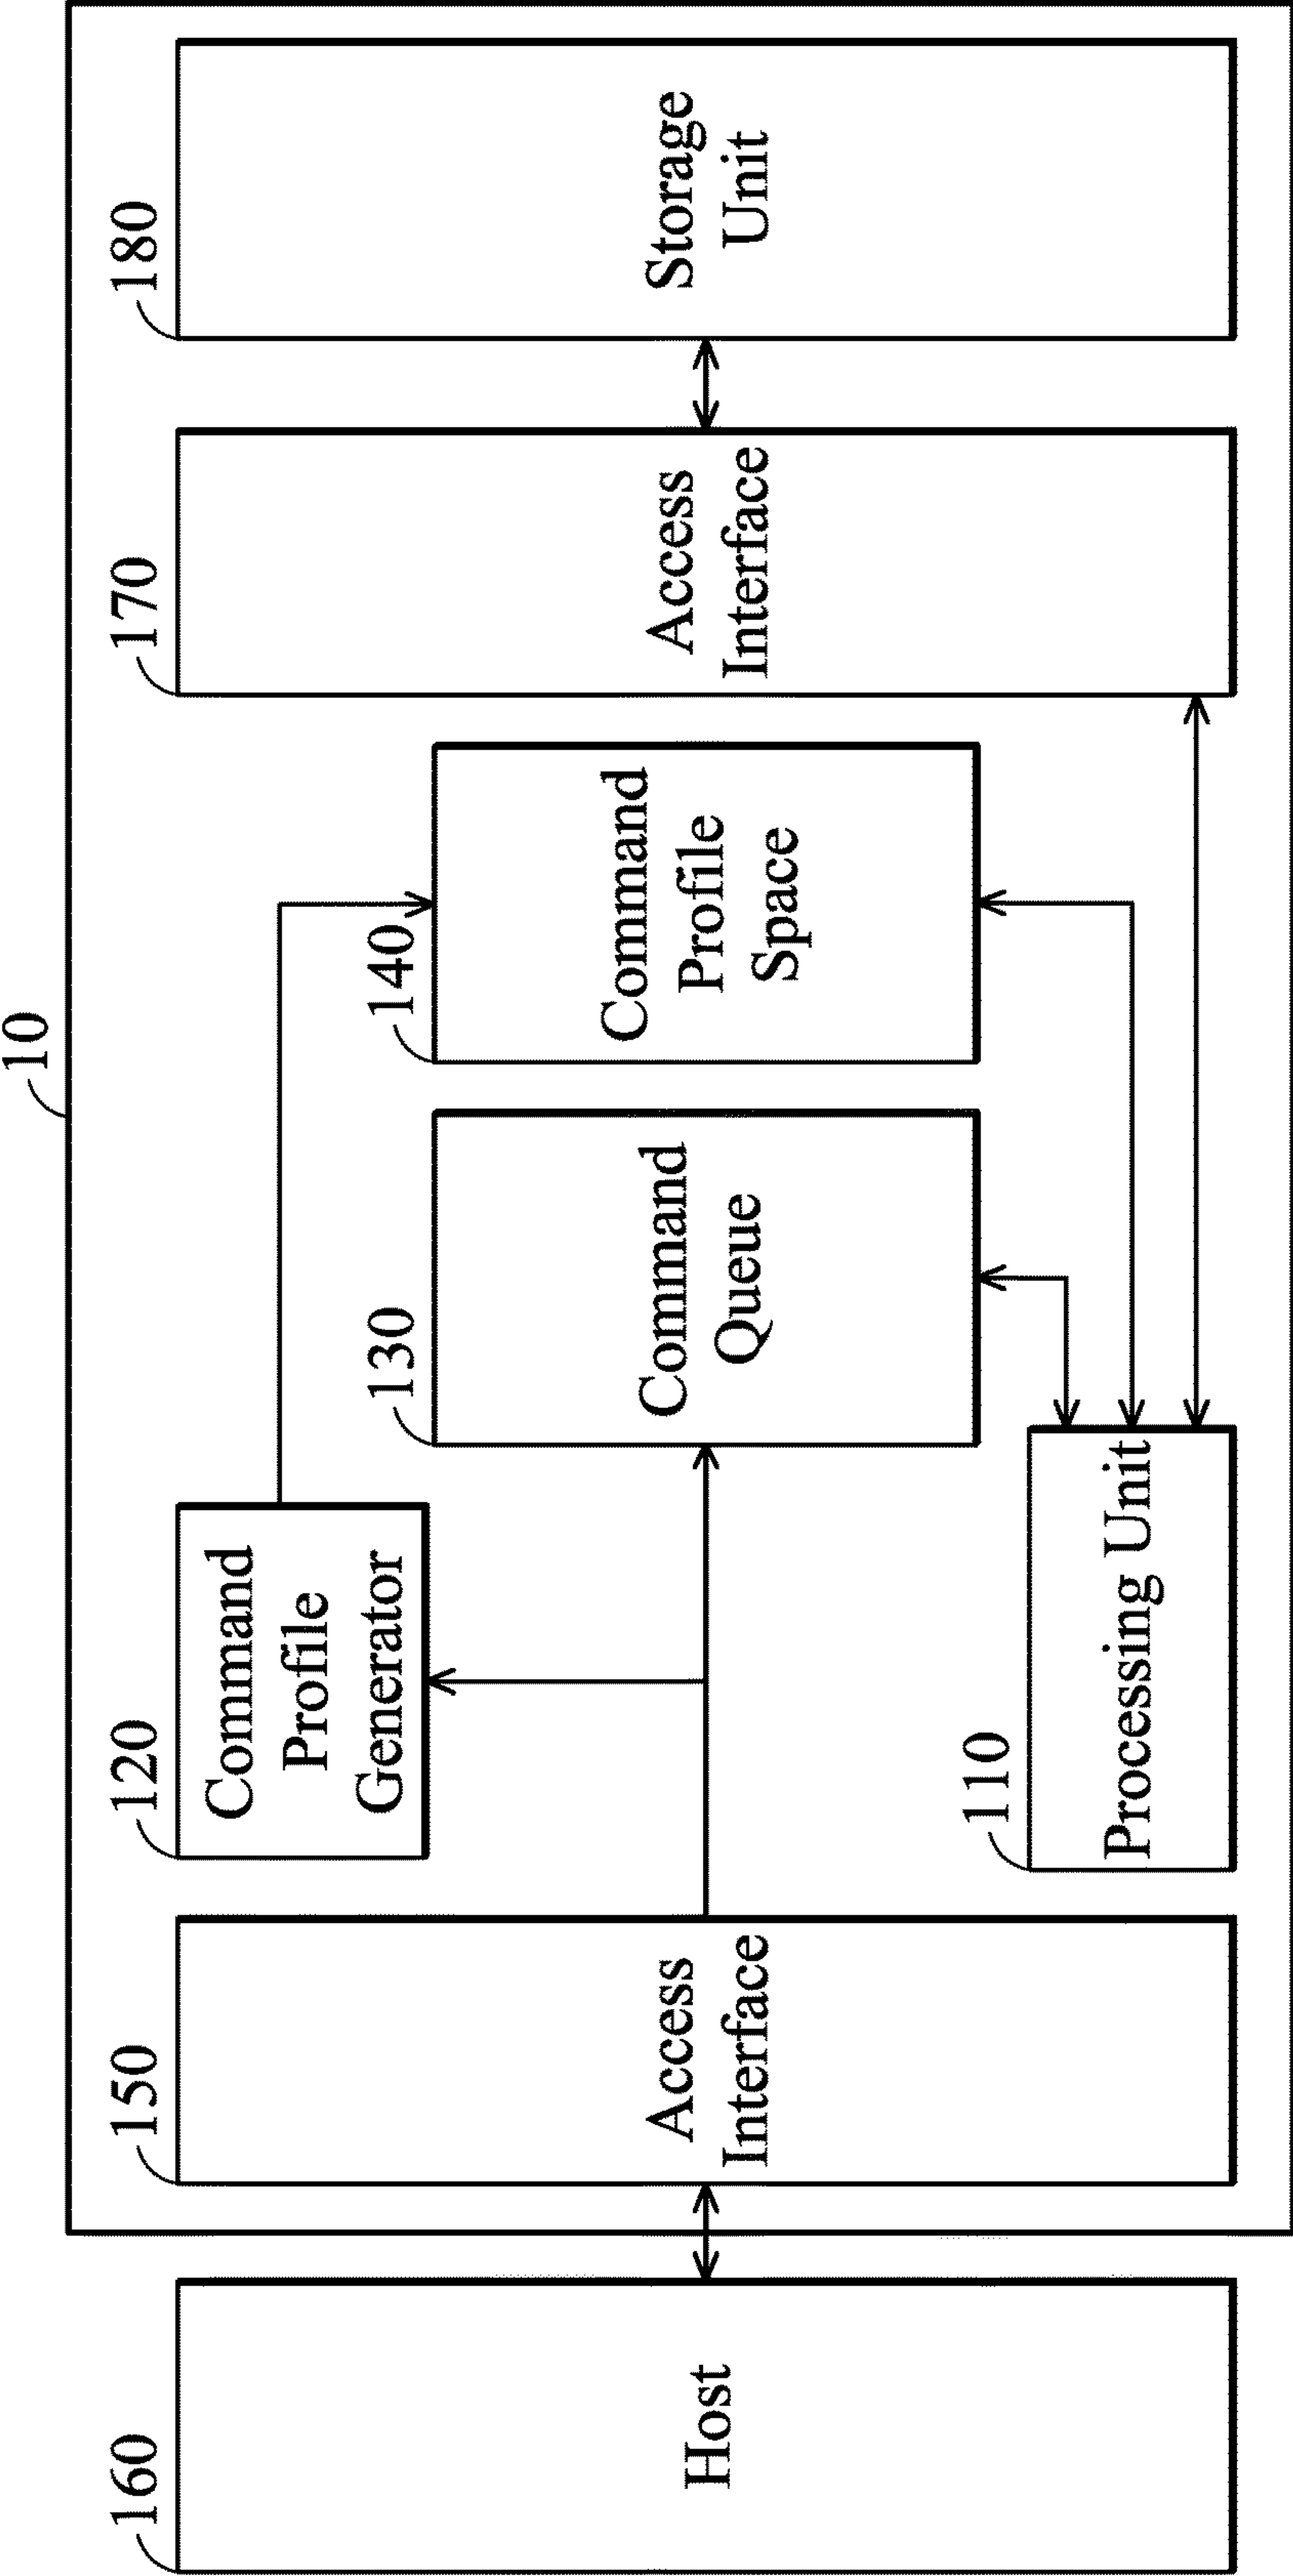 10
160
Host
150
Access
Interface
120
Command
Profile
Generator
110
Processing Unit
130
Command
Queue
140
Command
Profile
Space
170
Access
Interface
180
Storage
Unit